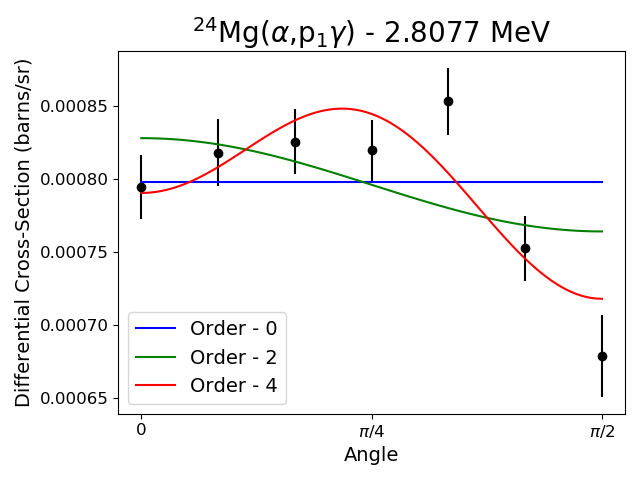 ²⁴Mg(α,p₁γ) - 2.8077 MeV
Differential Cross-Section (barns/sr)
0.00085
0.00080
0.00075
0.00070
0.00065
Order - 0
Order - 2
Order - 4
0
π/4
π/2
Angle